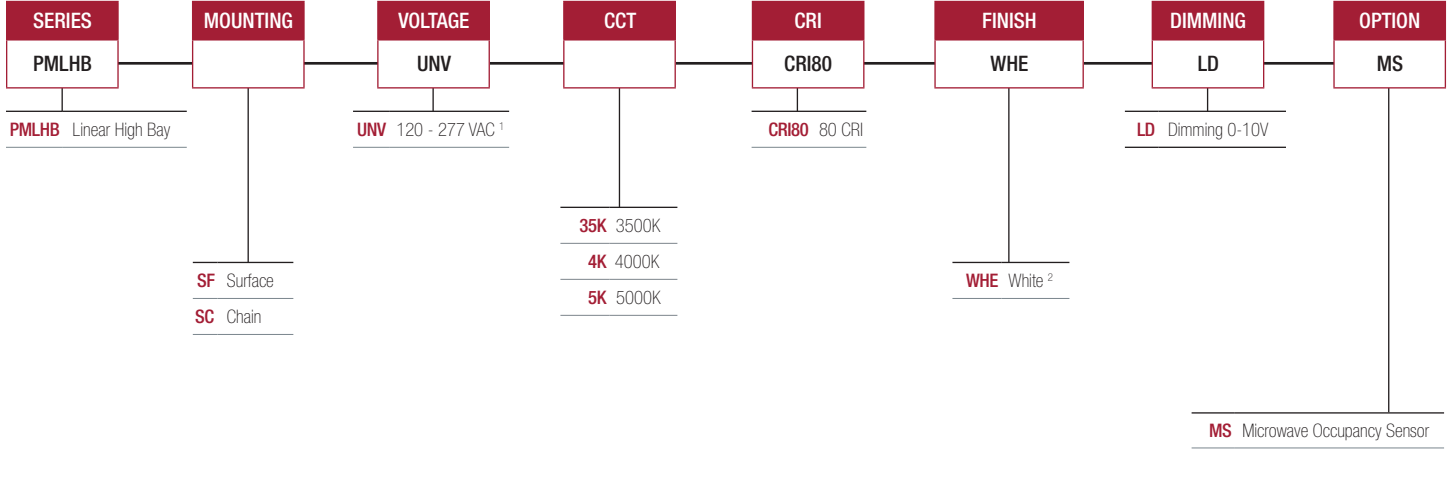 SERIES MOUNTING VOLTAGE CCT CRI FINISH DIMMING OPTION
PMLHB UNV CRI80 WHE LD MS
PMLHB Linear High Bay
UNV 120 - 277 VAC 1
CRI80 80 CRI
LD Dimming 0-10V
35K 3500K
4K 4000K
5K 5000K
SF Surface
SC Chain
WHE White 2
MS Microwave Occupancy Sensor